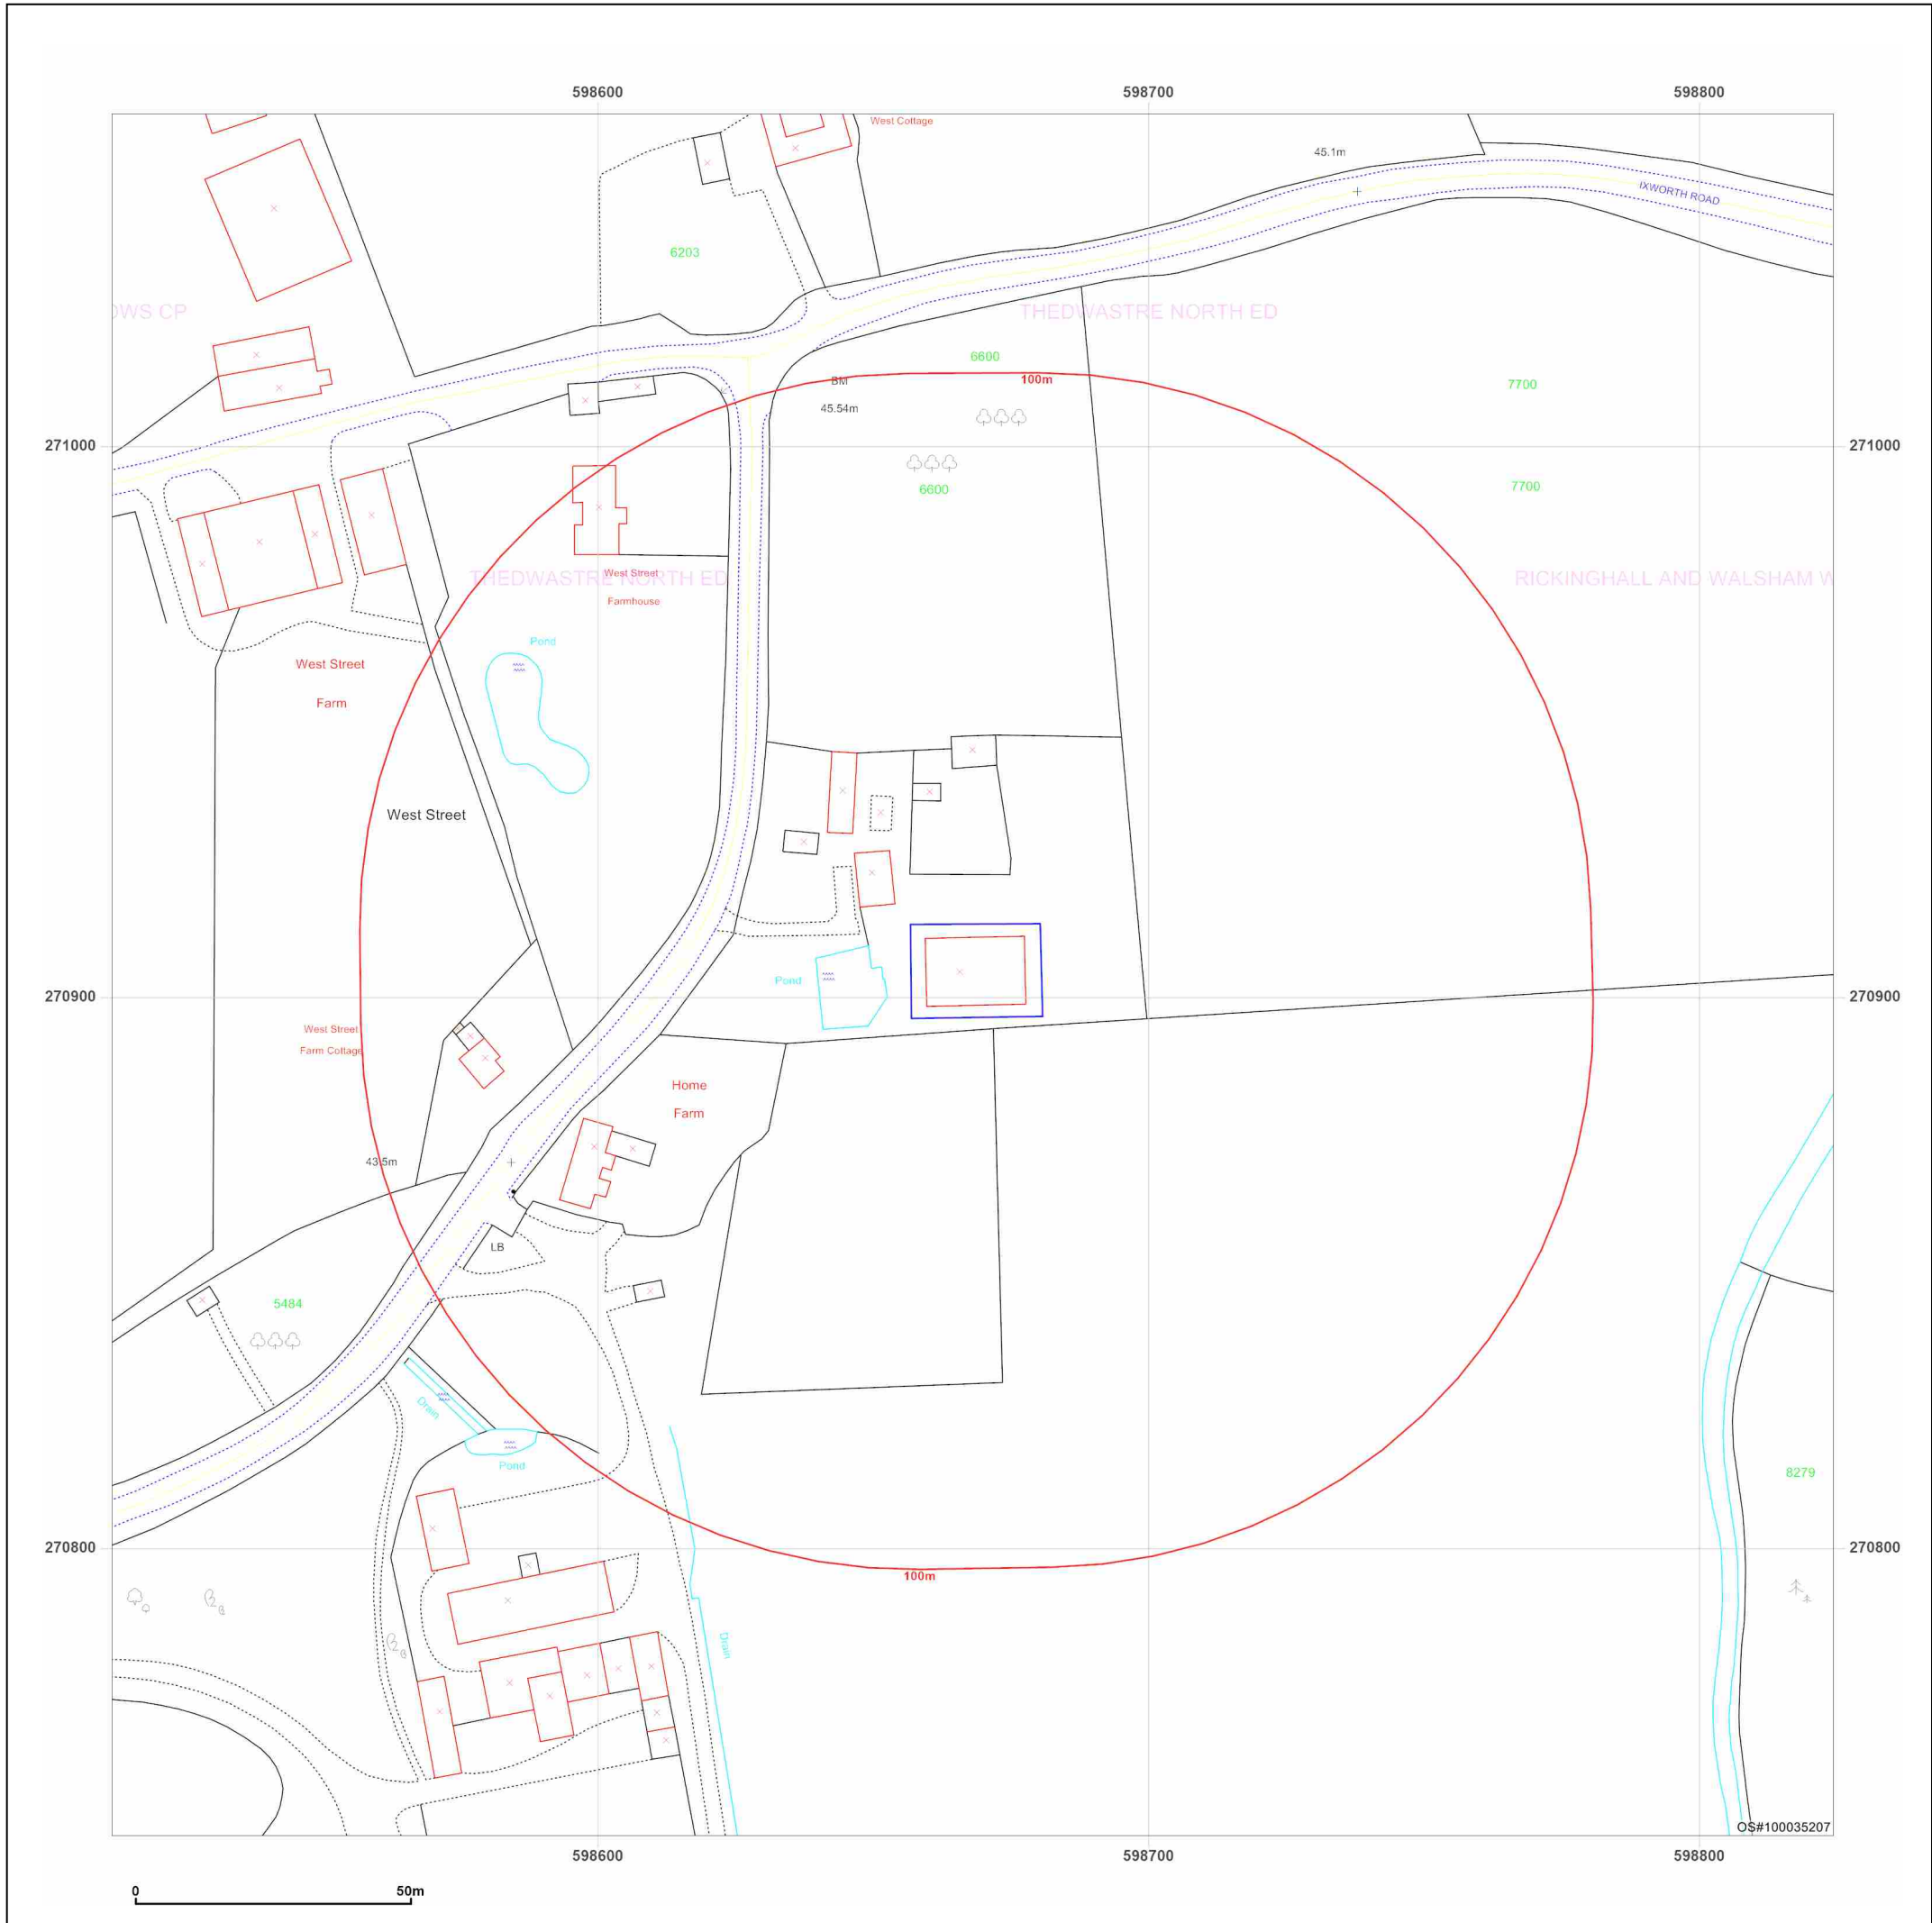 598600 598700 598800
West Cottage
45.1m
IXWORTH ROAD
6203
OWS CP
THEDWASTRE NORTH ED
6600
BM
100m
7700
45.54m
271000
271000
6600
7700
THEDWASTRE NORTH ED
West Street
Farmhouse
RICKINGHALL AND WALSHAM W
Pond
West Street
Farm
West Street
Pond
270900
270900
West Street
Farm Cottage
Home
Farm
43.5m
LB
5484
Drain
Pond
8279
270800
270800
100m
Drain
OS#100035207
598600 598700 598800
0 50m